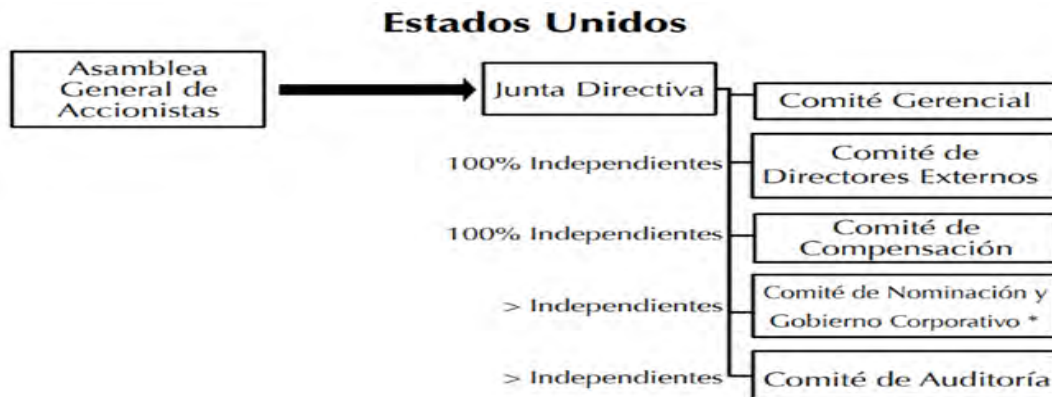 Estados Unidos
Asamblea
General de
Accionistas
Junta Directiva
Comité Gerencial
100% Independientes
Comité de
Directores Externos
100% Independientes
Comité de
Compensación
> Independientes
Comité de Nominación y
Gobierno Corporativo *
> Independientes
Comité de Auditoría